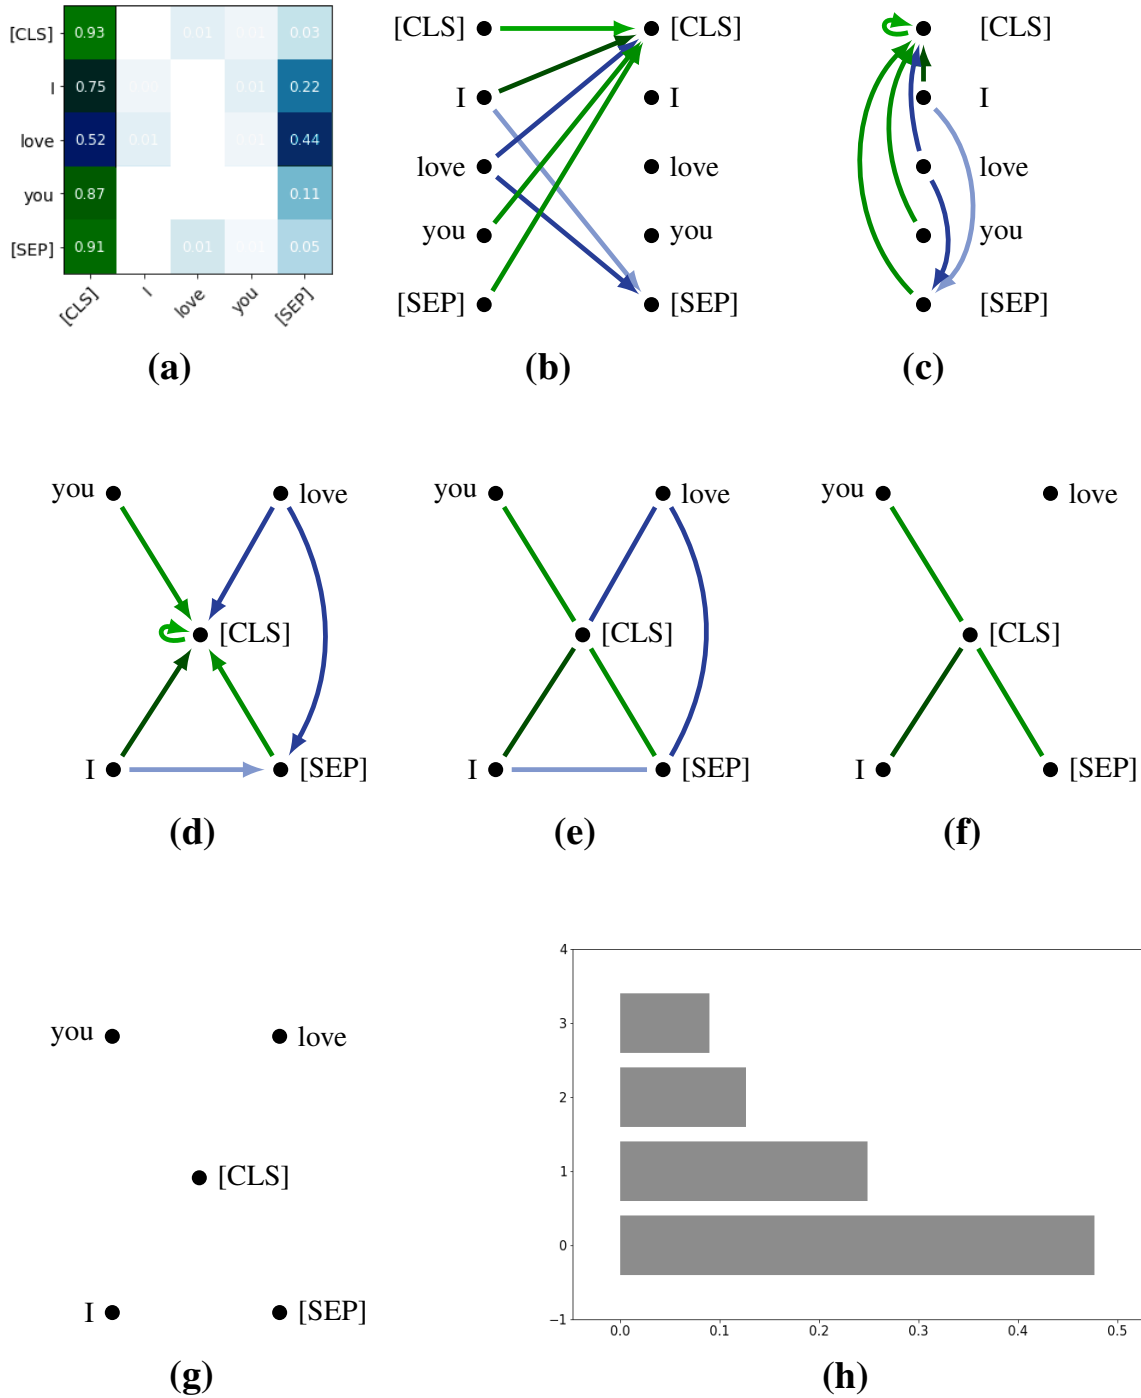 [CLS] 0.93 0.01 0.01 0.03
I 0.75 0.01 0.22
love 0.52 0.01 0.01 0.44
you 0.87 0.11
[SEP] 0.91 0.01 0.01 0.05
[CLS] I love you [SEP]
(a)
[CLS] [CLS]
I I
love love
you you
[SEP] [SEP]
(b)
[CLS]
I
love
you
[SEP]
(c)
you love
[CLS]
I [SEP]
(d)
you love
[CLS]
I [SEP]
(e)
you love
[CLS]
I [SEP]
(f)
you love
[CLS]
I [SEP]
(g)
4
3
2
1
0
−1
0.0 0.1 0.2 0.3 0.4 0.5
(h)